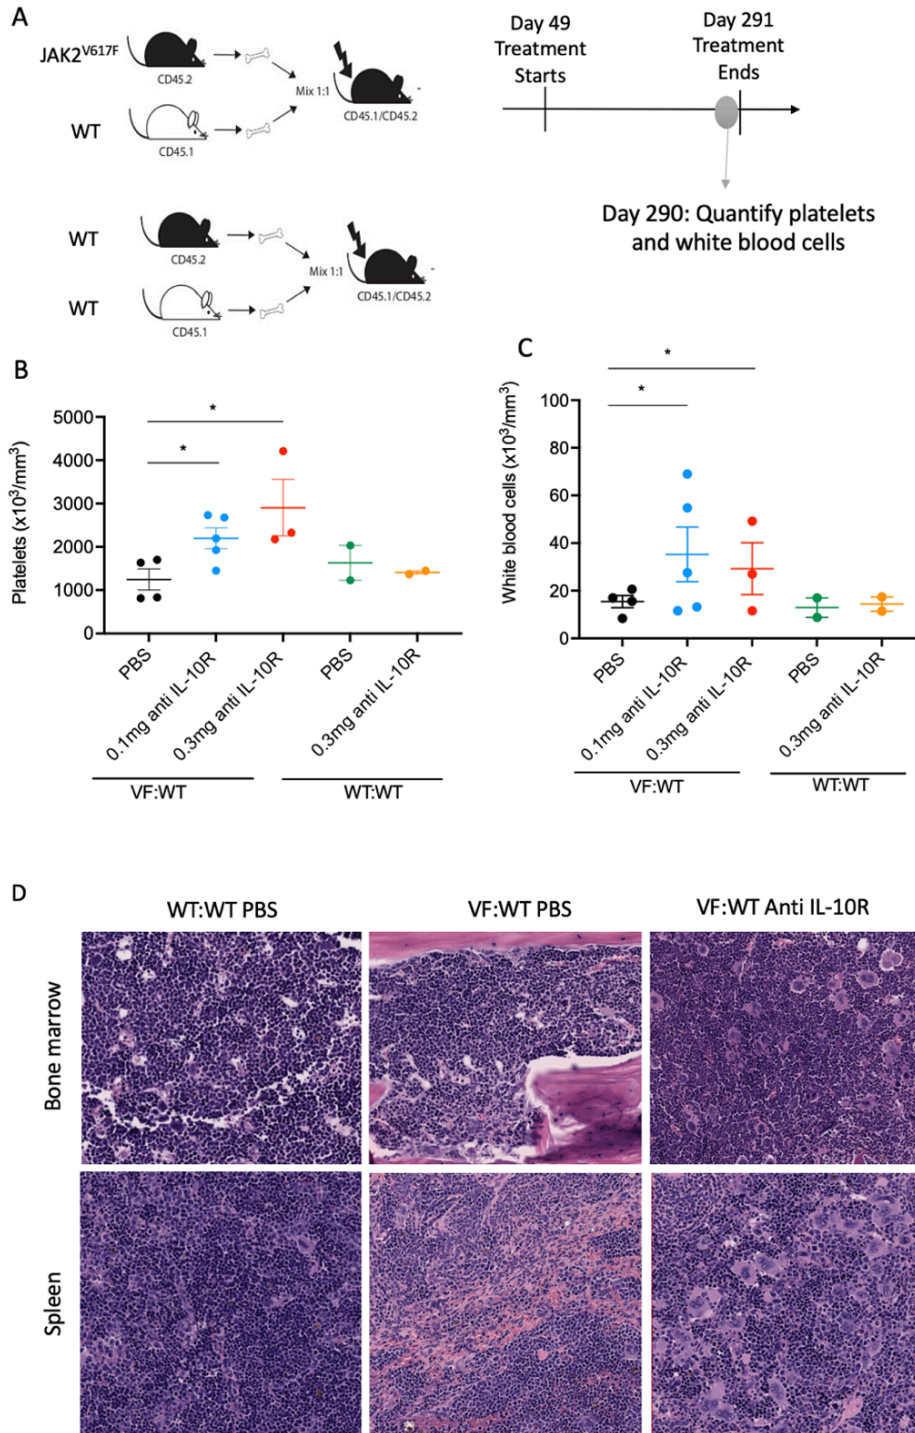 A
JAK2V617F
CD45.2
Mix 1:1
CD45.1/CD45.2
WT
CD45.1
WT
CD45.2
Mix 1:1
CD45.1/CD45.2
WT
CD45.1
Day 49
Treatment
Starts
Day 291
Treatment
Ends
Day 290: Quantify platelets
and white blood cells
B
Platelets (x103/mm3)
5000
4000
3000
2000
1000
0
*
*
PBS
0.1mg anti IL-10R
0.3mg anti IL-10R
PBS
0.3mg anti IL-10R
VF:WT
WT:WT
C
White blood cells (x103/mm3)
100
80
60
40
20
0
*
*
PBS
0.1mg anti IL-10R
0.3mg anti IL-10R
PBS
0.3mg anti IL-10R
VF:WT
WT:WT
D
WT:WT PBS
VF:WT PBS
VF:WT Anti IL-10R
Bone marrow
Spleen